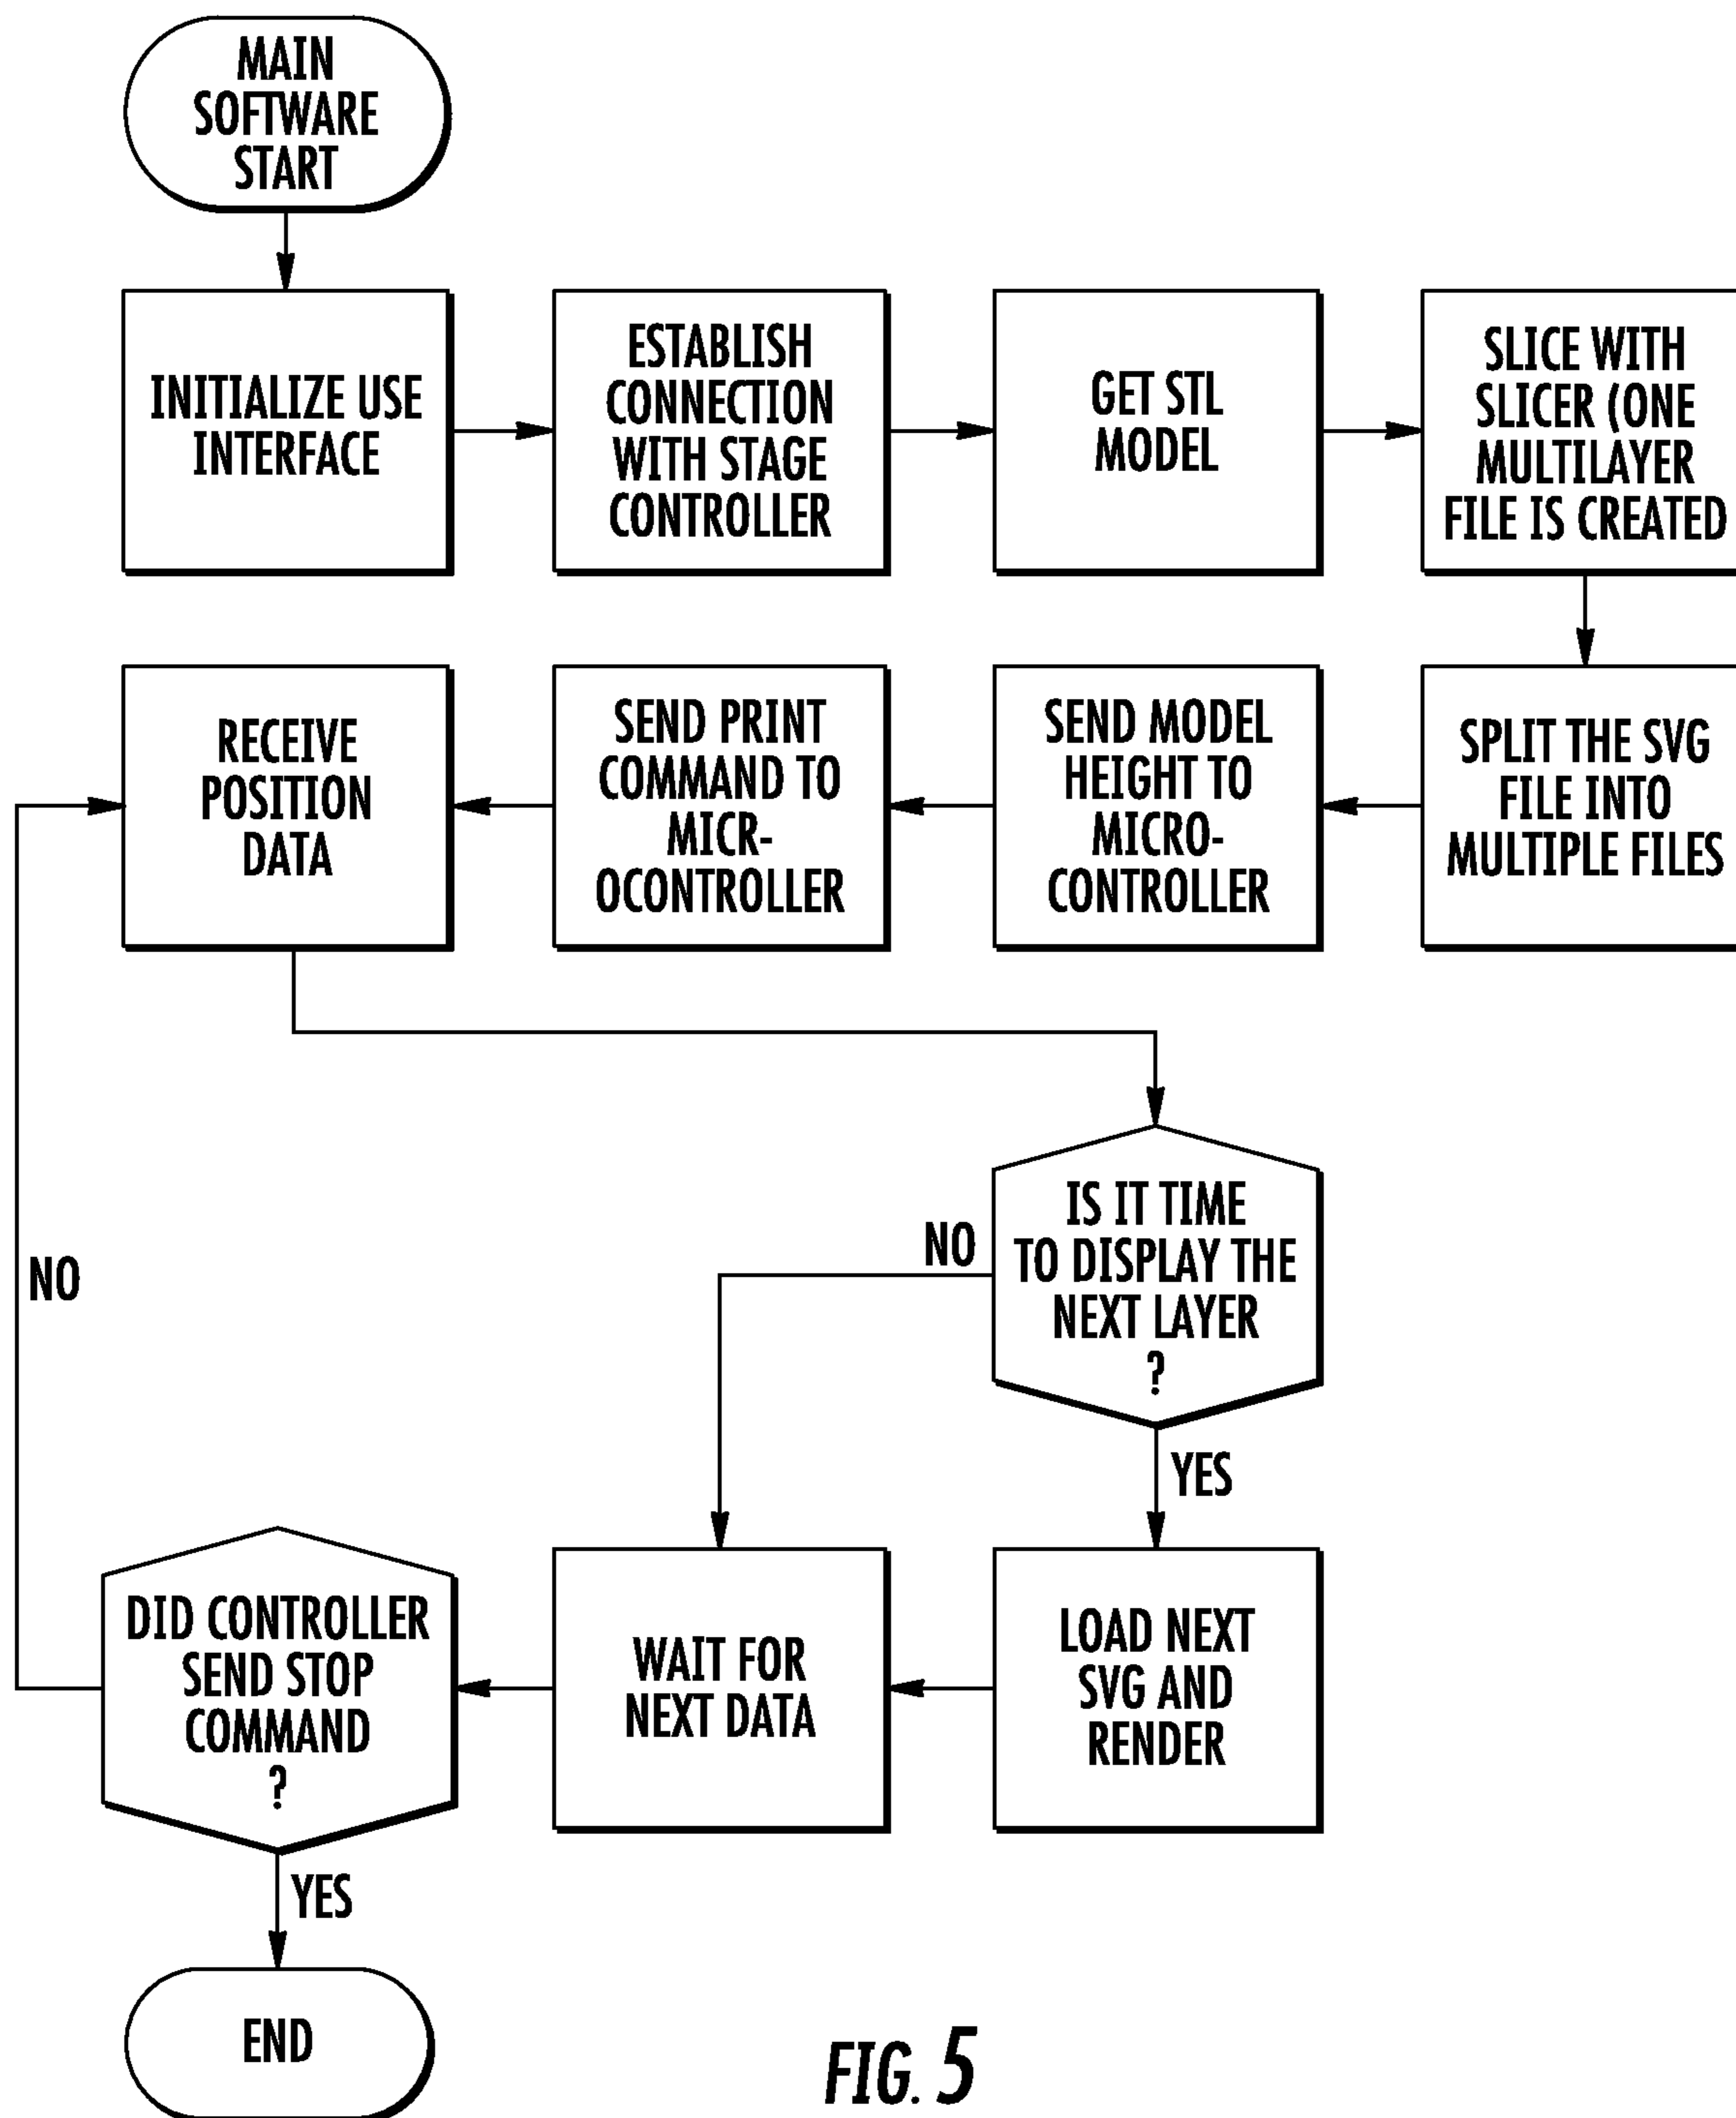 MAIN
SOFTWARE
START
INITIALIZE USE
INTERFACE
ESTABLISH
CONNECTION
WITH STAGE
CONTROLLER
GET STL
MODEL
SLICE WITH
SLICER (ONE
MULTILAYER
FILE IS CREATED
SPLIT THE SVG
FILE INTO
MULTIPLE FILES
SEND MODEL
HEIGHT TO
MICRO-
CONTROLLER
SEND PRINT
COMMAND TO
MICR-
OCONTROLLER
RECEIVE
POSITION
DATA
IS IT TIME
TO DISPLAY THE
NEXT LAYER
?
NO
YES
LOAD NEXT
SVG AND
RENDER
WAIT FOR
NEXT DATA
DID CONTROLLER
SEND STOP
COMMAND
?
NO
YES
END
FIG. 5